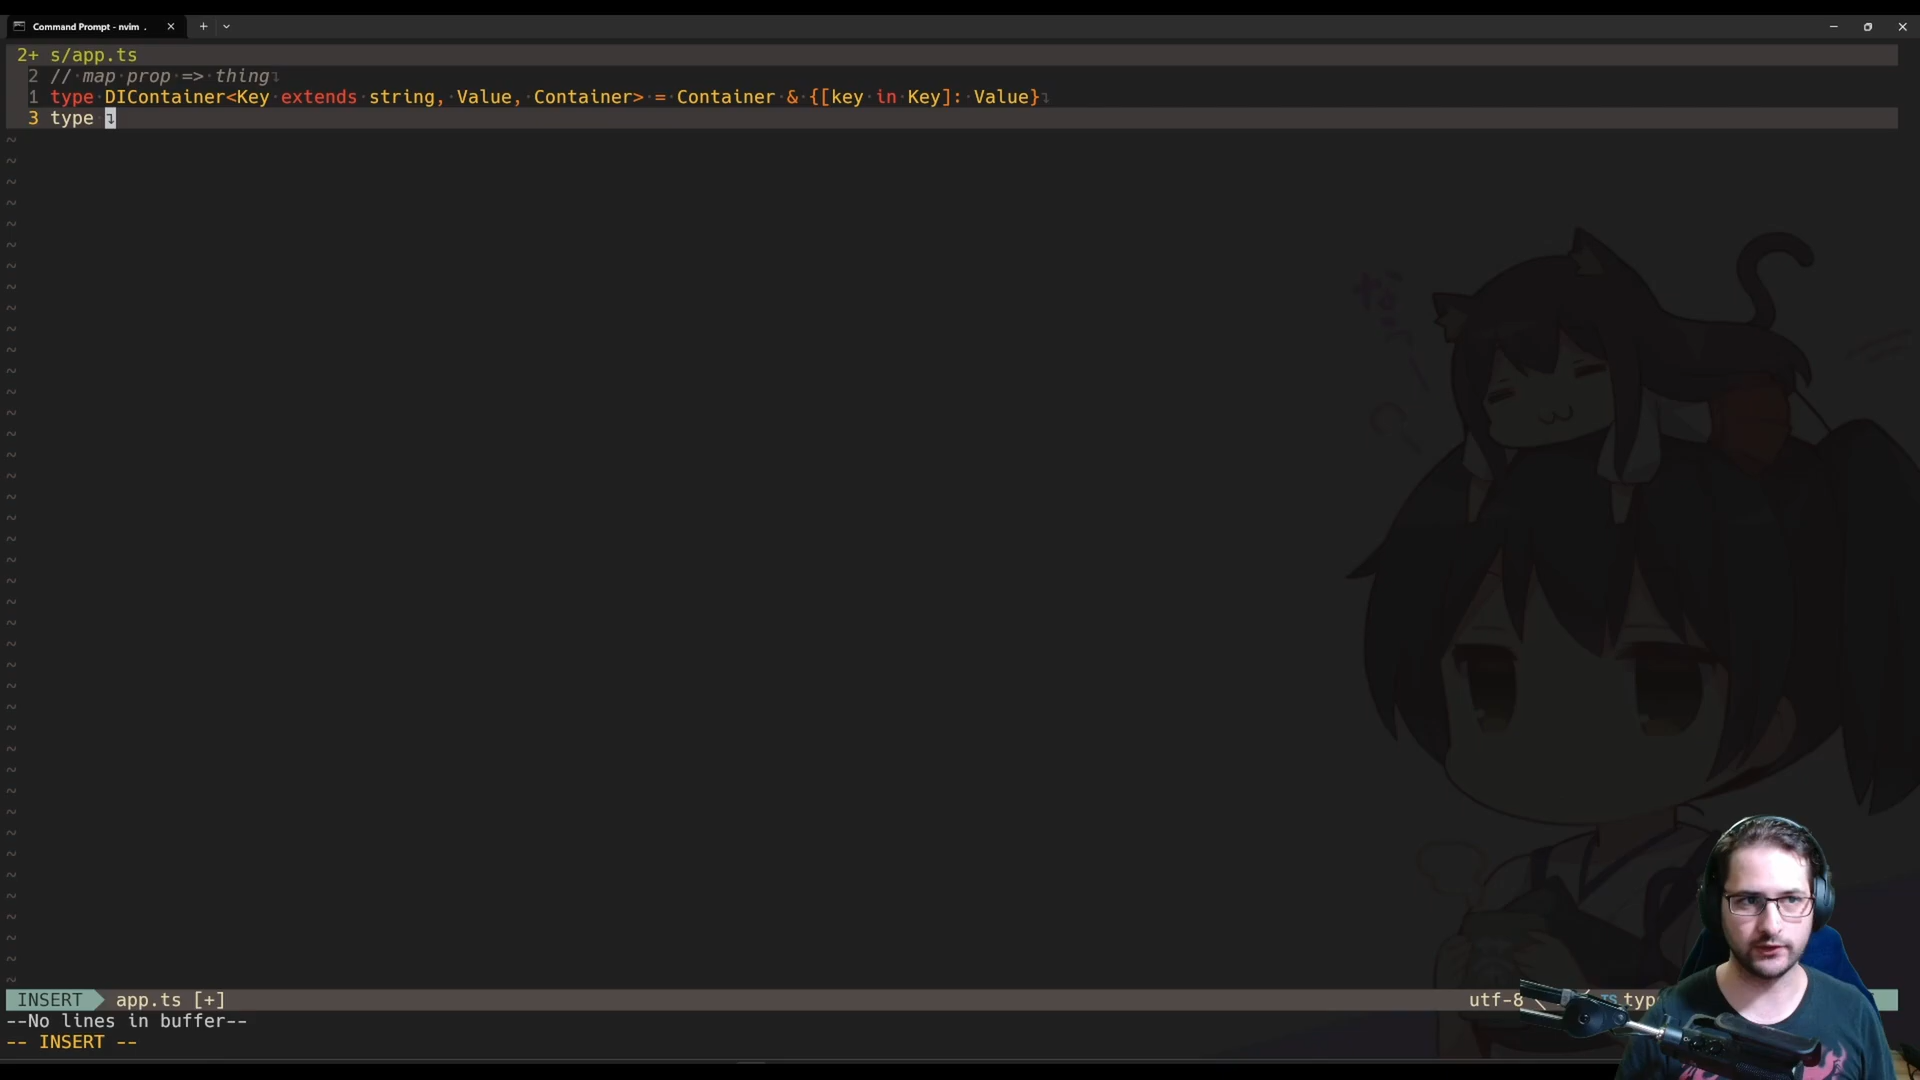 Command Prompt - nvim .
2+ s/app.ts
2 // map prop => thing
1 type DIContainer<Key extends string, Value, Container> = Container & {[key in Key]: Value}
3 type
INSERT app.ts [+] utf-8
--No lines in buffer--
-- INSERT --